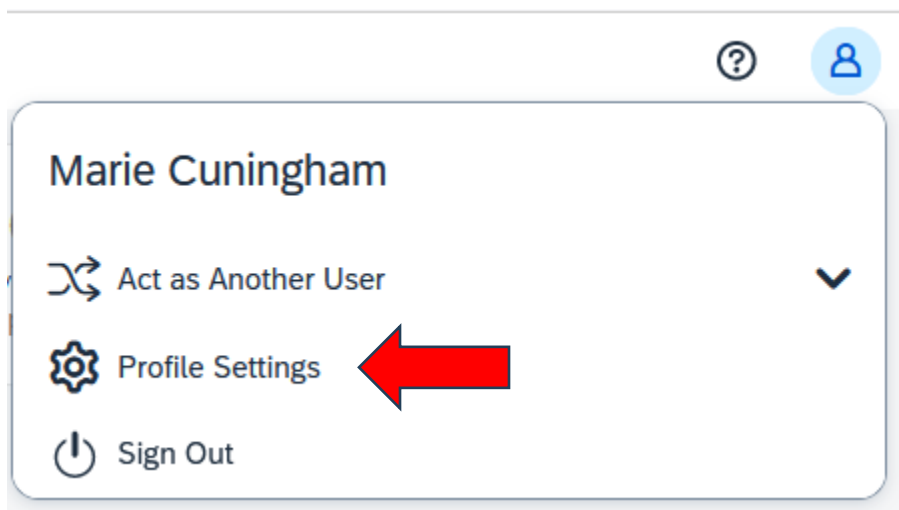 Marie Cuningham
Act as Another User
Profile Settings
Sign Out